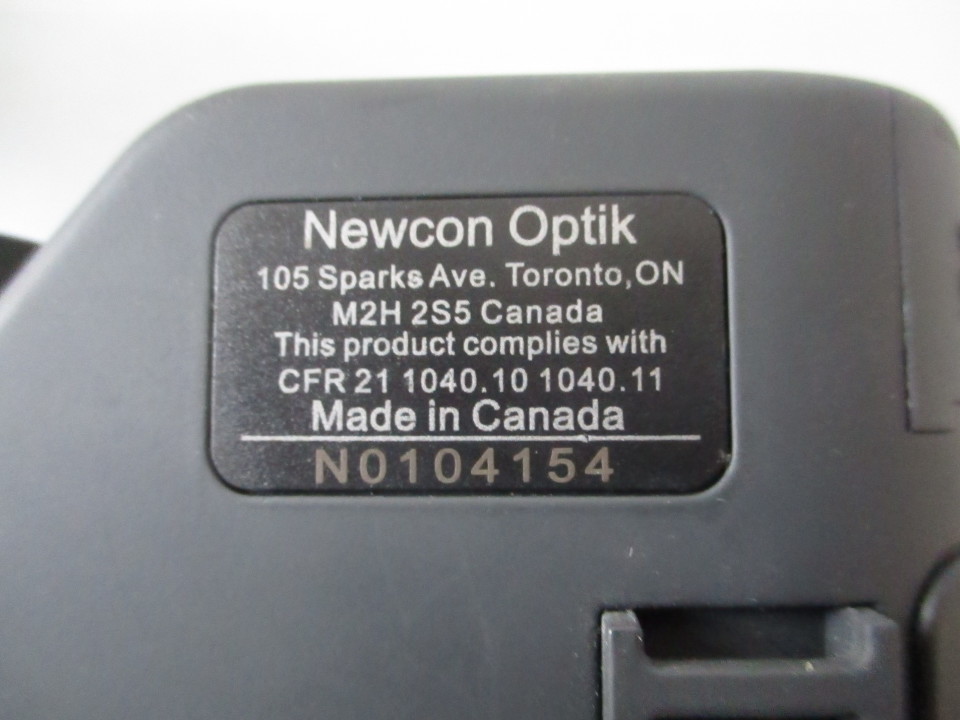 Newcon Optik
105 Sparks Ave. Toronto,ON
M2H 2S5 Canada
This product complies with
CFR 21 1040.10 1040.11
Made in Canada
N0104154